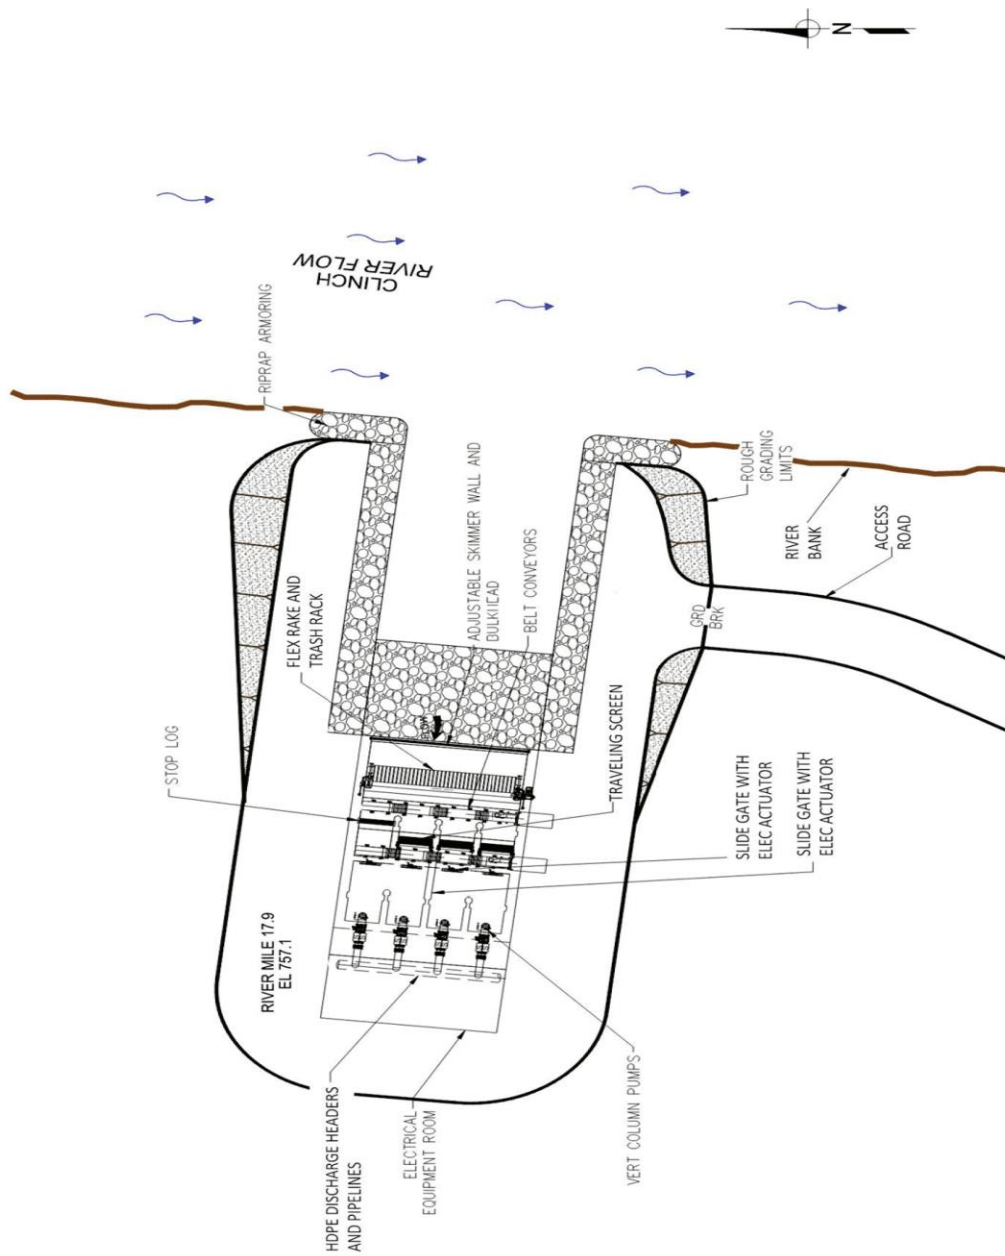 N
CLINCH
RIVER FLOW
RIPRAP ARMORING
FLEX RAKE AND
TRASH RACK
STOP LOG
ADJUSTABLE SKIMMER WALL AND
BULKHEAD
BELT CONVEYORS
FLOW
TRAVELING SCREEN
ROUGH
GRADING
LIMITS
RIVER
BANK
ACCESS
ROAD
GRD
BRK
SLIDE GATE WITH
ELEC ACTUATOR
SLIDE GATE WITH
ELEC ACTUATOR
RIVER MILE 17.9
EL 757.1
HDPE DISCHARGE HEADERS
AND PIPELINES
ELECTRICAL
EQUIPMENT ROOM
VERT COLUMN PUMPS